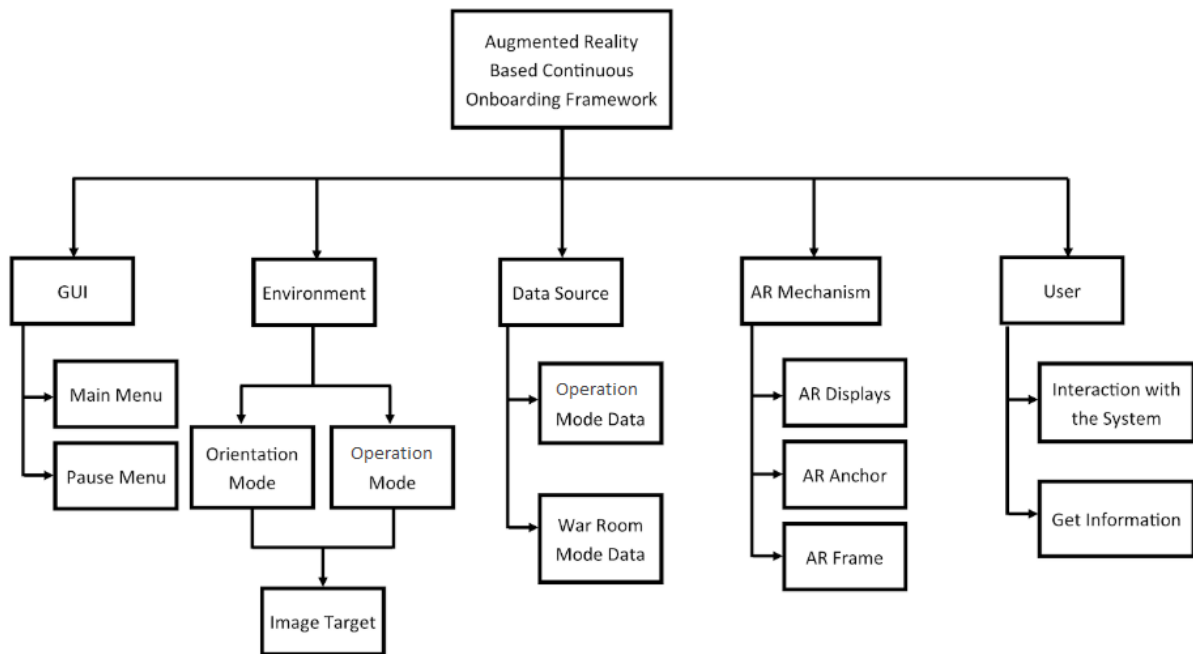 Augmented Reality
Based Continuous
Onboarding Framework
GUI
Environment
Data Source
AR Mechanism
User
Main Menu
Pause Menu
Orientation
Mode
Operation
Mode
Image Target
Operation
Mode Data
War Room
Mode Data
AR Displays
AR Anchor
AR Frame
Interaction with
the System
Get Information